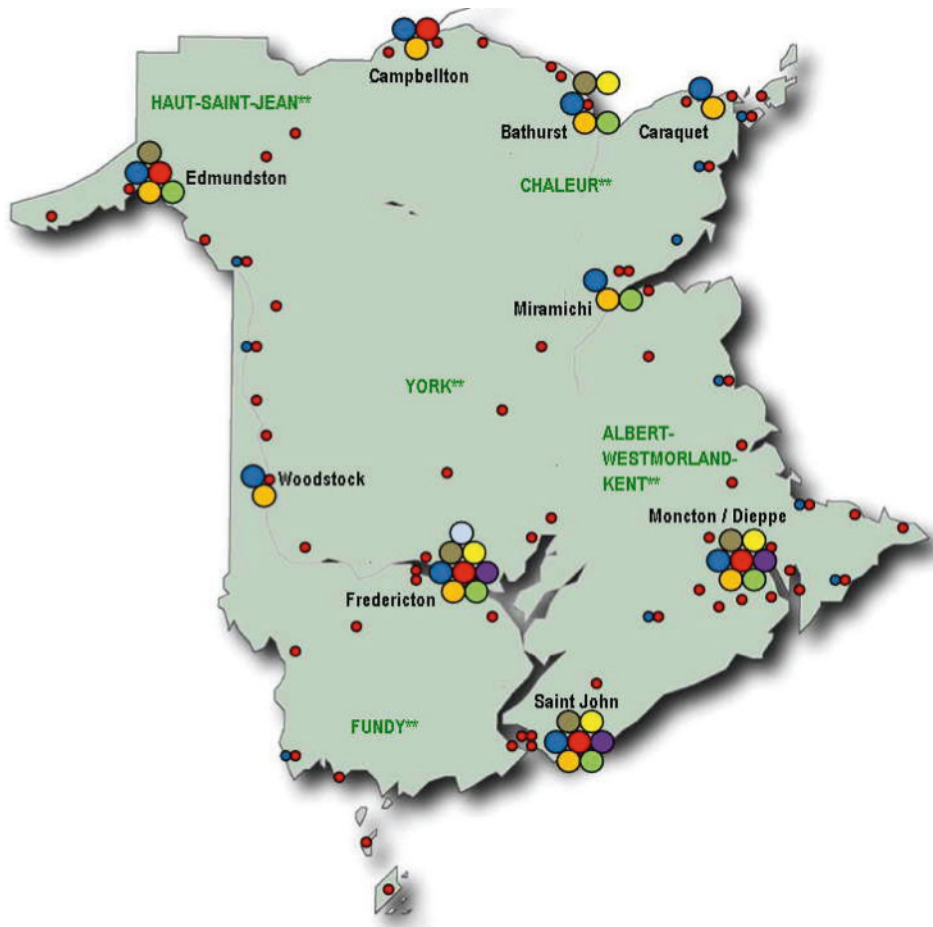 Campbellton
HAUT-SAINT-JEAN**
Bathurst
Caraquet
Edmundston
CHALEUR**
Miramichi
YORK**
ALBERT-
WESTMORLAND-
KENT**
Woodstock
Moncton / Dieppe
Fredericton
Saint John
FUNDY**